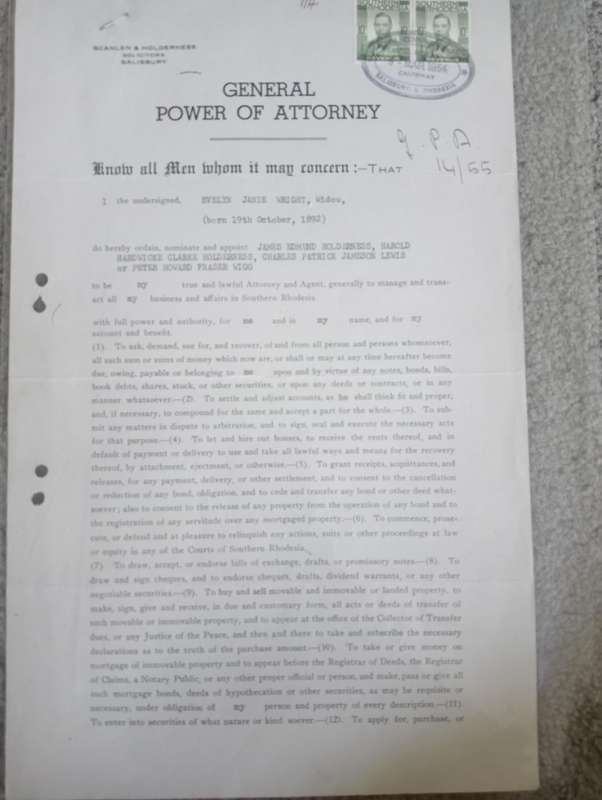 SCANLEN & HOLDERNESS
SOLICITORS
SALISBURY
SOUTHERN RHODESIA SOUTHERN RHODESIA
CAUSEWAY
SALISBURY S. RHODESIA
GENERAL
POWER OF ATTORNEY
G. P. A.
14/55
Know all Men whom it may concern :—THAT
I the undersigned, EVELYN JANIE WRIGHT, Widow,
(born 19th October, 1892)
do hereby ordain, nominate and appoint JAMES EDMUND HOLDERNESS, HAROLD
HARDWICKE CLARKE HOLDERNESS, CHARLES PATRICK JAMESON LEWIS
or PETER HOWARD FRASER WIGG
to be my true and lawful Attorney and Agent, generally to manage and trans-
act all my business and affairs in Southern Rhodesia
with full power and authority, for me and in my name, and for my
account and benefit.
(1). To ask, demand, sue for, and recover, of and from all person and persons whomsoever,
all such sum or sums of money which now are, or shall or may at any time hereafter become
due, owing, payable or belonging to me upon and by virtue of any notes, bonds, bills,
book debts, shares, stock, or other securities, or upon any deeds or contracts, or in any
manner whatsoever.—(2). To settle and adjust accounts, as he shall think fit and proper,
and, if necessary, to compound for the same and accept a part for the whole.—(3). To sub-
mit any matters in dispute to arbitration, and to sign, seal and execute the necessary acts
for that purpose.—(4). To let and hire out houses, to receive the rents thereof, and in
default of payment or delivery to use and take all lawful ways and means for the recovery
thereof, by attachment, ejectment, or otherwise.—(5). To grant receipts, acquittances, and
releases, for any payment, delivery, or other settlement, and to consent to the cancellation
or reduction of any bond, obligation, and to cede and transfer any bond or other deed what-
soever; also to consent to the release of any property from the operation of any bond and to
the registration of any servitude over any mortgaged property.—(6). To commence, prose-
cute, or defend and at pleasure to relinquish any actions, suits or other proceedings at law
or equity in any of the Courts of Southern Rhodesia.
(7). To draw, accept, or endorse bills of exchange, drafts, or promissory notes.—(8). To
draw and sign cheques, and to endorse cheques, drafts, dividend warrants, or any other
negotiable securities.—(9). To buy and sell movable and immovable or landed property, to
make, sign, give and receive, in due and customary form, all acts or deeds of transfer of
such movable or immovable property, and to appear at the office of the Collector of Transfer
dues, or any Justice of the Peace, and then and there to take and subscribe the necessary
declarations as to the truth of the purchase amount.—(10). To take or give money on
mortgage of immovable property and to appear before the Registrar of Deeds, the Registrar
of Claims, a Notary Public, or any other proper official or person, and make, pass or give all
such mortgage bonds, deeds of hypothecation or other securities, as may be requisite or
necessary, under obligation of my person and property of every description.—(11).
To enter into securities of what nature or kind soever.—(12). To apply for, purchase, or